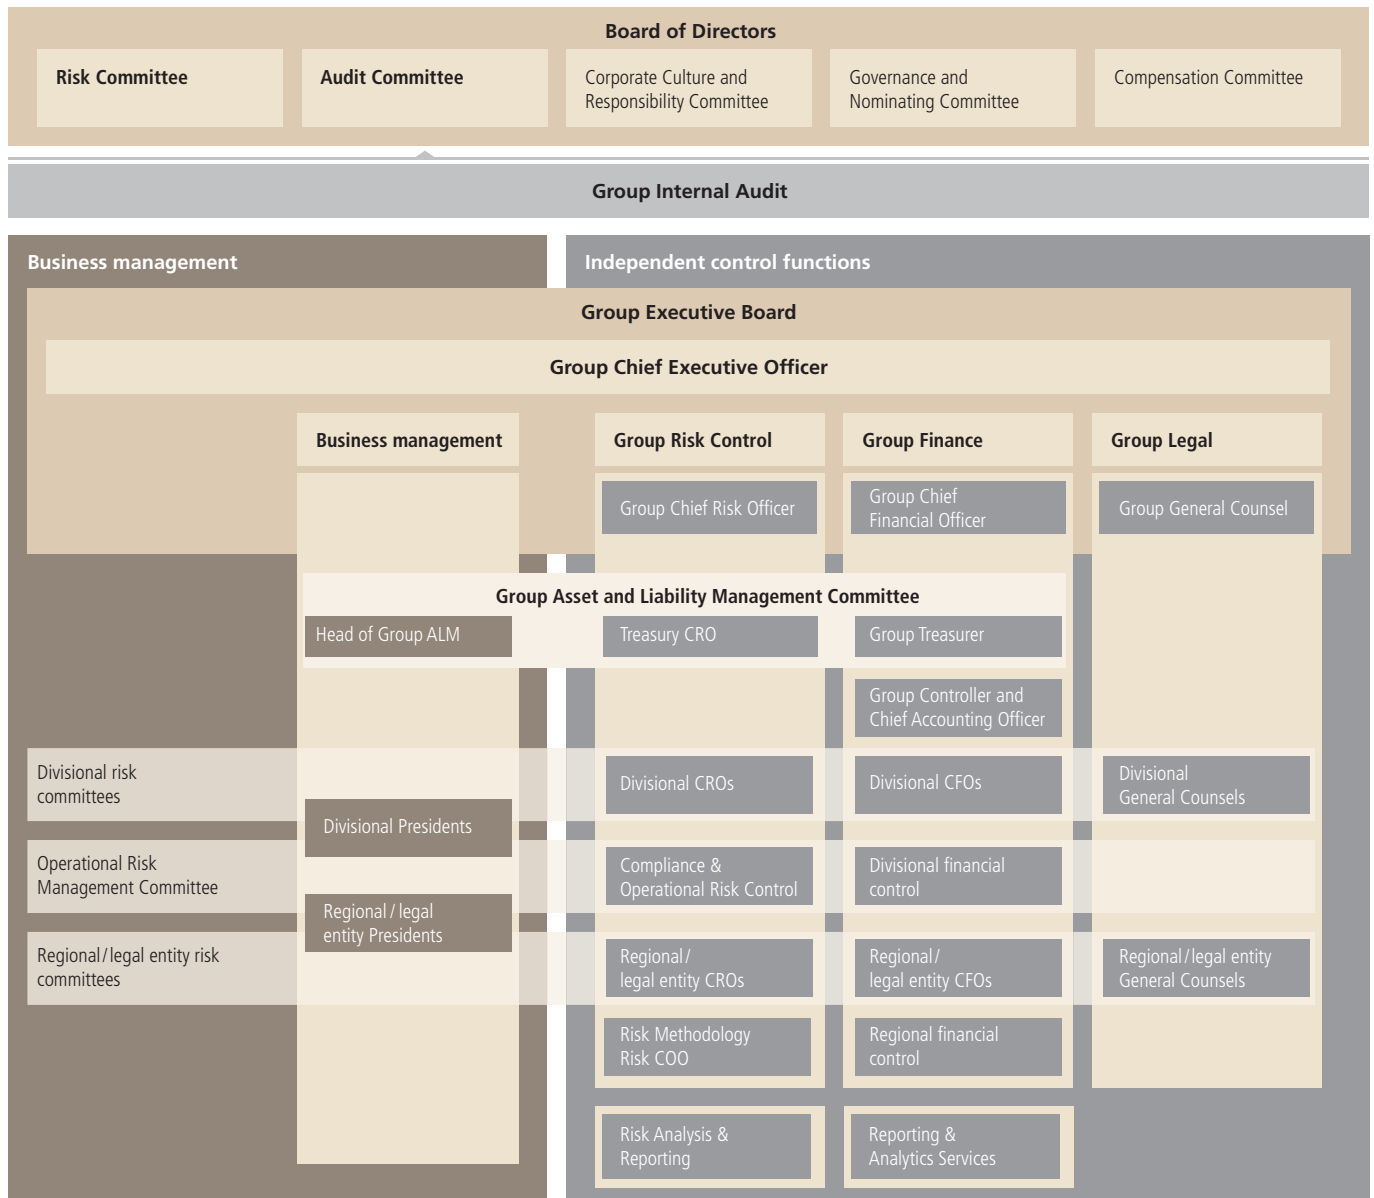 Board of Directors
Risk Committee
Audit Committee
Corporate Culture and
Responsibility Committee
Governance and
Nominating Committee
Compensation Committee
Group Internal Audit
Business management
Independent control functions
Group Executive Board
Group Chief Executive Officer
Business management
Group Risk Control
Group Finance
Group Legal
Group Chief Risk Officer
Group Chief
Financial Officer
Group General Counsel
Group Asset and Liability Management Committee
Head of Group ALM
Treasury CRO
Group Treasurer
Group Controller and
Chief Accounting Officer
Divisional risk
committees
Divisional CROs
Divisional CFOs
Divisional
General Counsels
Divisional Presidents
Operational Risk
Management Committee
Compliance &
Operational Risk Control
Divisional financial
control
Regional / legal
entity Presidents
Regional / legal entity risk
committees
Regional /
legal entity CROs
Regional /
legal entity CFOs
Regional / legal entity
General Counsels
Risk Methodology
Risk COO
Regional financial
control
Risk Analysis &
Reporting
Reporting &
Analytics Services